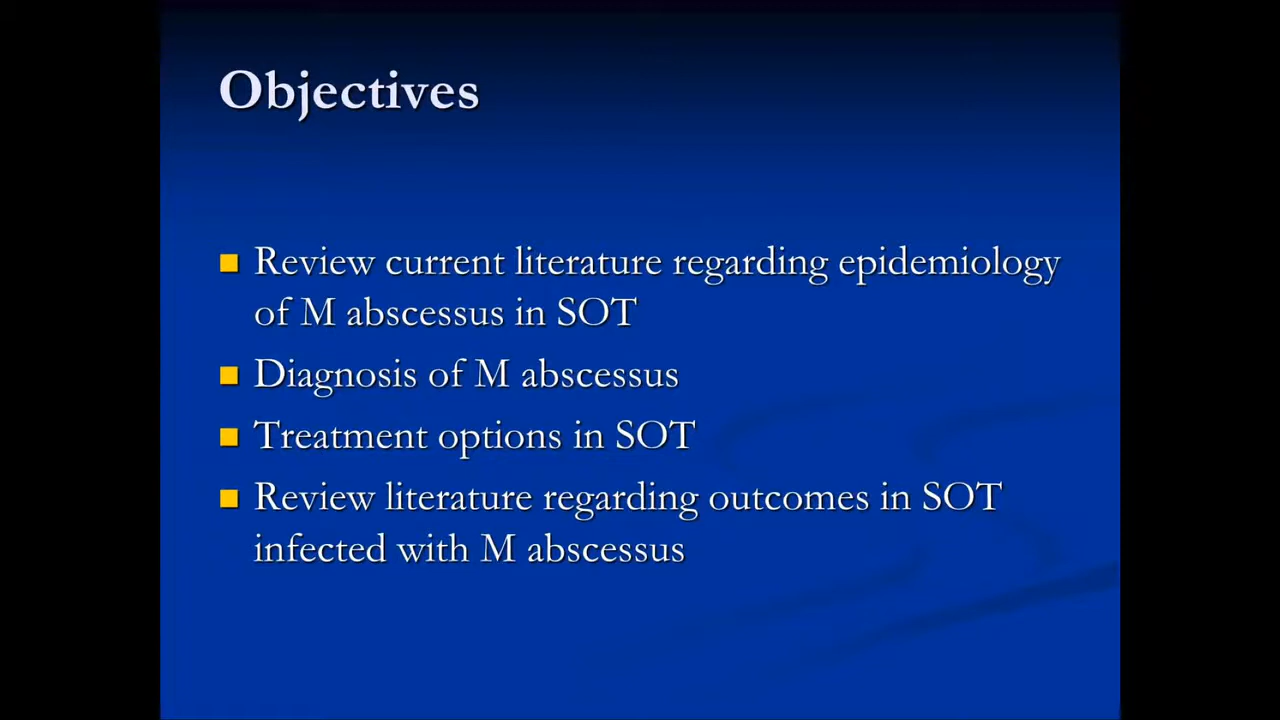 Objectives
Review current literature regarding epidemiology
of M abscessus in SOT
Diagnosis of M abscessus
Treatment options in SOT
Review literature regarding outcomes in SOT
infected with M abscessus